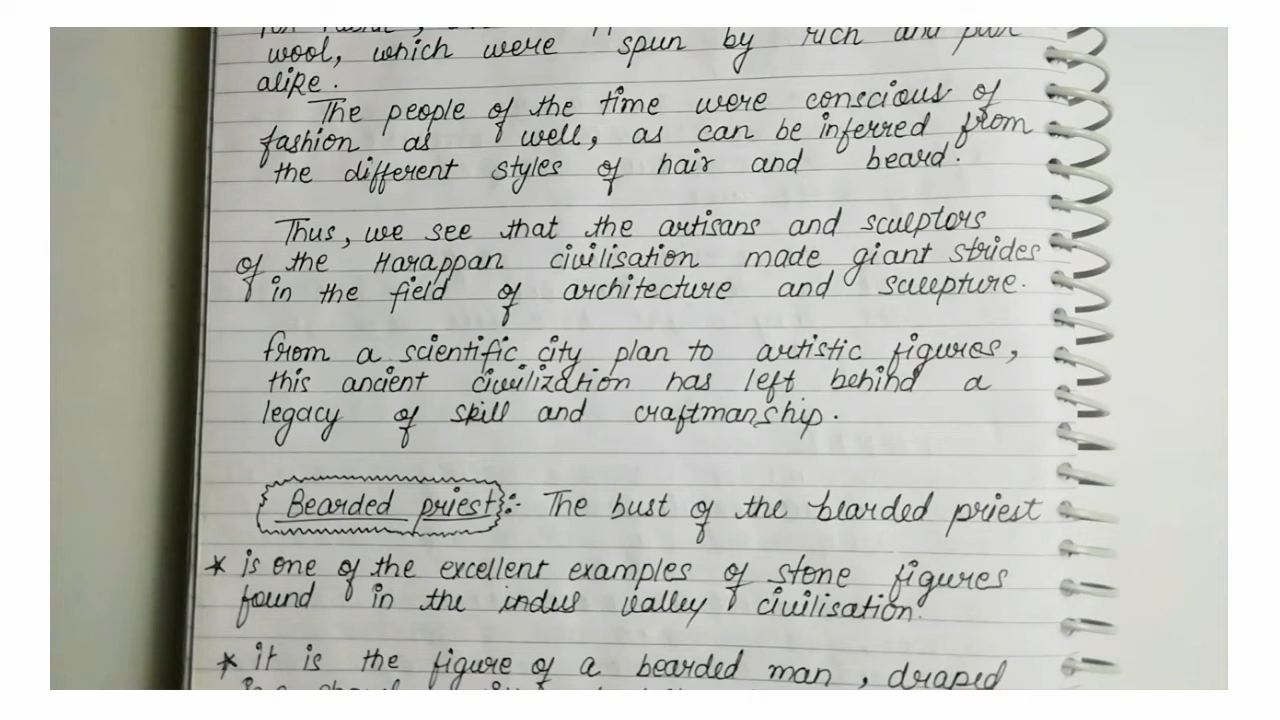 wool, which were spun by rich and poor
alike.
The people of the time were conscious of
fashion as well, as can be inferred from
the different styles of hair and beard.
Thus, we see that the artisans and sculptors
of the Harappan civilisation made giant strides
in the field of architecture and sculpture.
from a scientific city plan to artistic figures,
this ancient civilization has left behind a
legacy of skill and craftmanship.
Bearded priest:- The bust of the bearded priest
* is one of the excellent examples of stone figures
found in the indus valley civilisation.
* it is the figure of a bearded man, draped